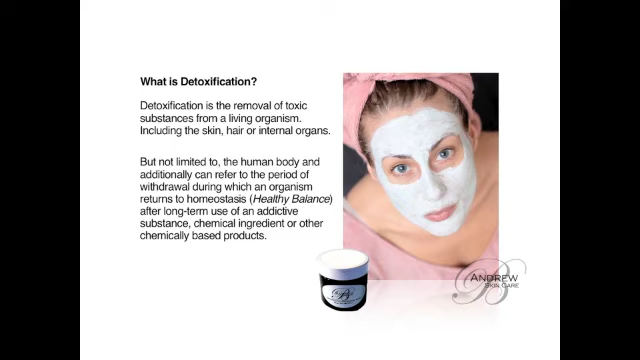 What is Detoxification?
Detoxification is the removal of toxic
substances from a living organism.
Including the skin, hair or internal organs.
But not limited to, the human body and
additionally can refer to the period of
withdrawal during which an organism
returns to homeostasis (Healthy Balance)
after long-term use of an addictive
substance, chemical ingredient or other
chemically based products.
ANDREW
SKIN CARE